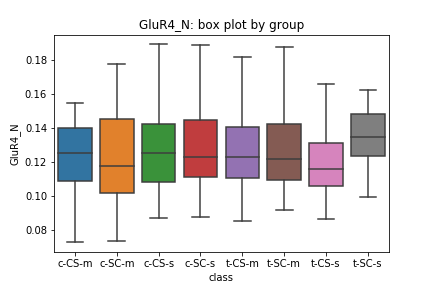 GluR4_N: box plot by group
GluR4_N
0.18
0.16
0.14
0.12
0.10
0.08
c-CS-m c-SC-m c-CS-s c-SC-s t-CS-m t-SC-m t-CS-s t-SC-s
class